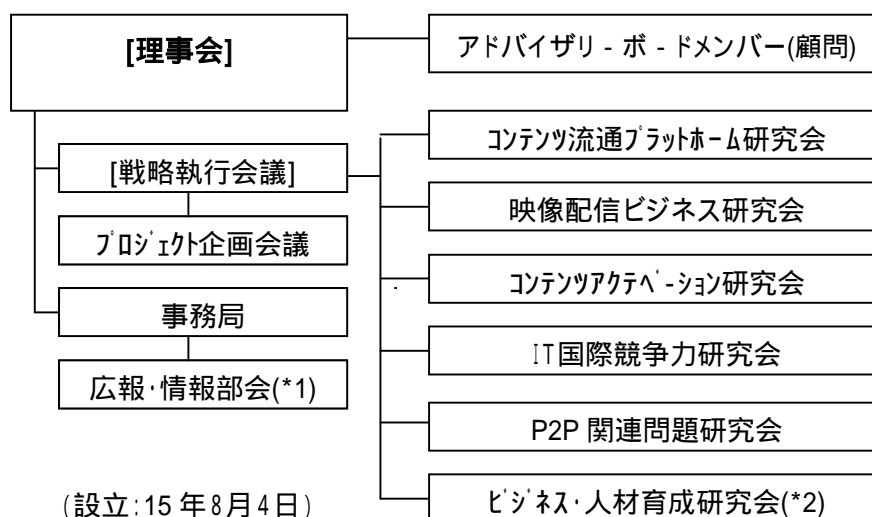 [理事会]
アドバイザリ - ボ - ドメンバー(顧問)
[戦略執行会議]
プロジェクト企画会議
事務局
広報・情報部会(*1)
コンテンツ流通プラットホーム研究会
映像配信ビジネス研究会
コンテンツアクテベ-ション研究会
IT国際競争力研究会
P2P 関連問題研究会
ビジネス・人材育成研究会(*2)
(設立:15 年8月4日)